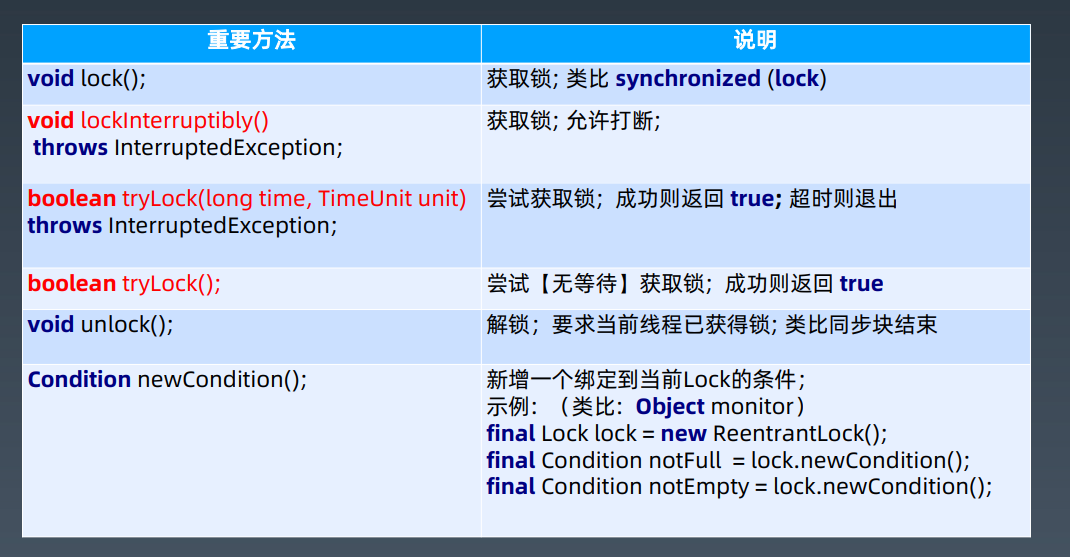 重要方法
说明
void lock();
获取锁; 类比 synchronized (lock)
void lockInterruptibly()
throws InterruptedException;
获取锁; 允许打断;
boolean tryLock(long time, TimeUnit unit)
throws InterruptedException;
尝试获取锁；成功则返回 true; 超时则退出
boolean tryLock();
尝试【无等待】获取锁；成功则返回 true
void unlock();
解锁；要求当前线程已获得锁; 类比同步块结束
Condition newCondition();
新增一个绑定到当前Lock的条件；
示例：（类比：Object monitor）
final Lock lock = new ReentrantLock();
final Condition notFull = lock.newCondition();
final Condition notEmpty = lock.newCondition();